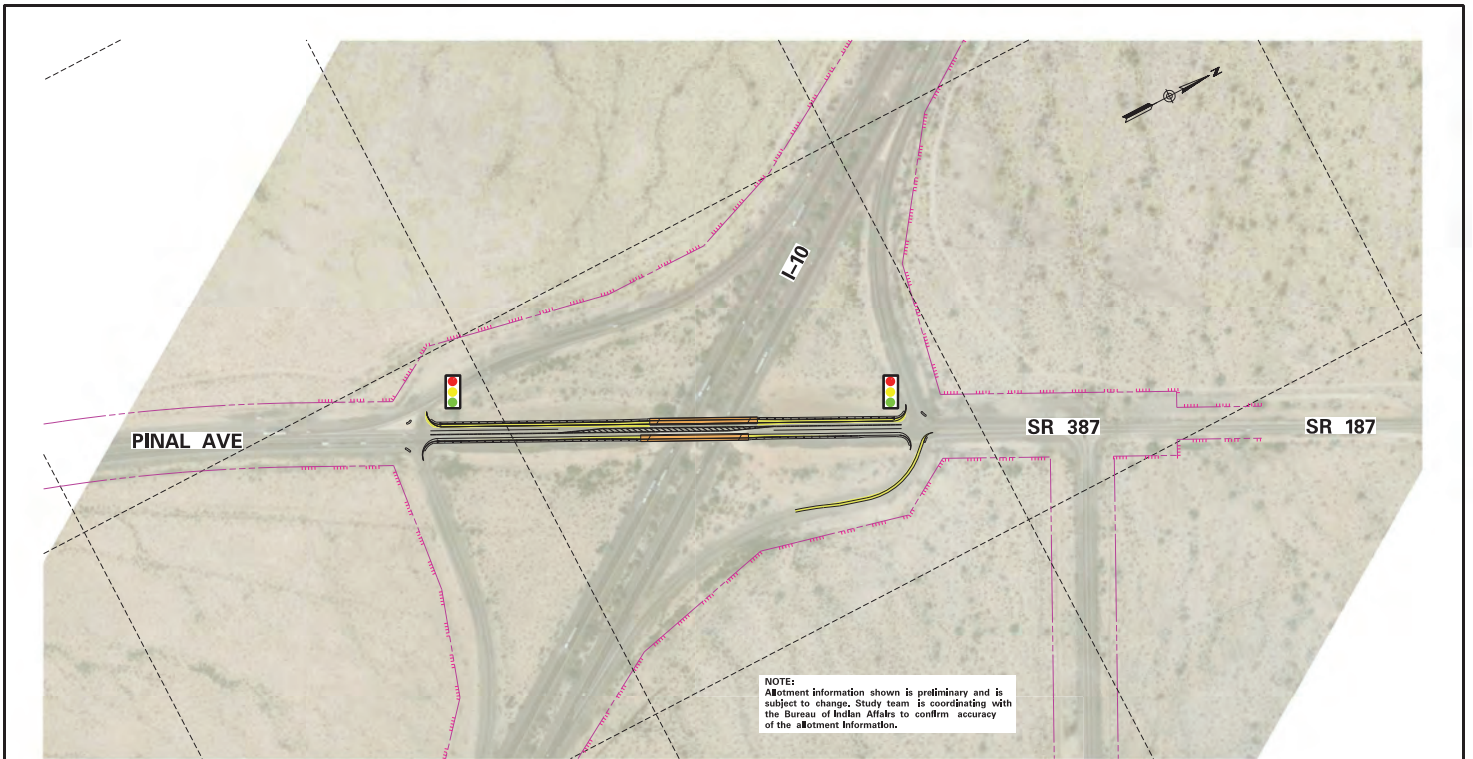 N
I-10
PINAL AVE
SR 387
SR 187
NOTE:
Allotment information shown is preliminary and is
subject to change. Study team is coordinating with
the Bureau of Indian Affairs to confirm accuracy
of the allotment information.